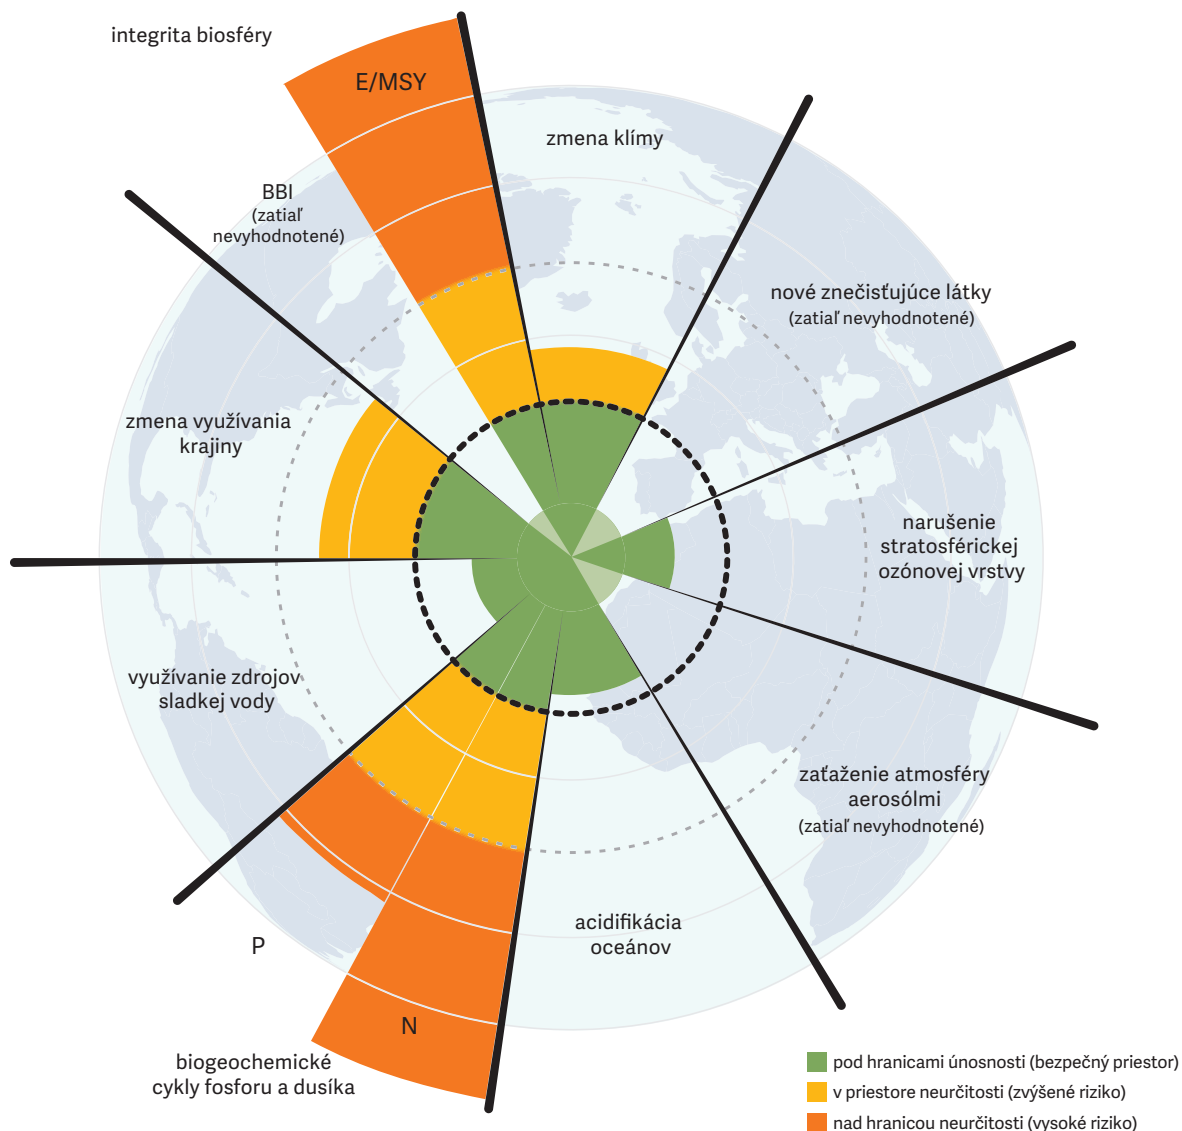 integrita biosféry
E/MSY
zmena klímy
BBI
(zatiaľ
nevyhodnotené)
nové znečisťujúce látky
(zatiaľ nevyhodnotené)
zmena využívania
krajiny
narušenie
stratosférickej
ozónovej vrstvy
využívanie zdrojov
sladkej vody
zaťaženie atmosféry
aerosólmi
(zatiaľ nevyhodnotené)
acidifikácia
oceánov
P
N
biogeochemické
cykly fosforu a dusíka
pod hranicami únosnosti (bezpečný priestor)
v priestore neurčitosti (zvýšené riziko)
nad hranicou neurčitosti (vysoké riziko)